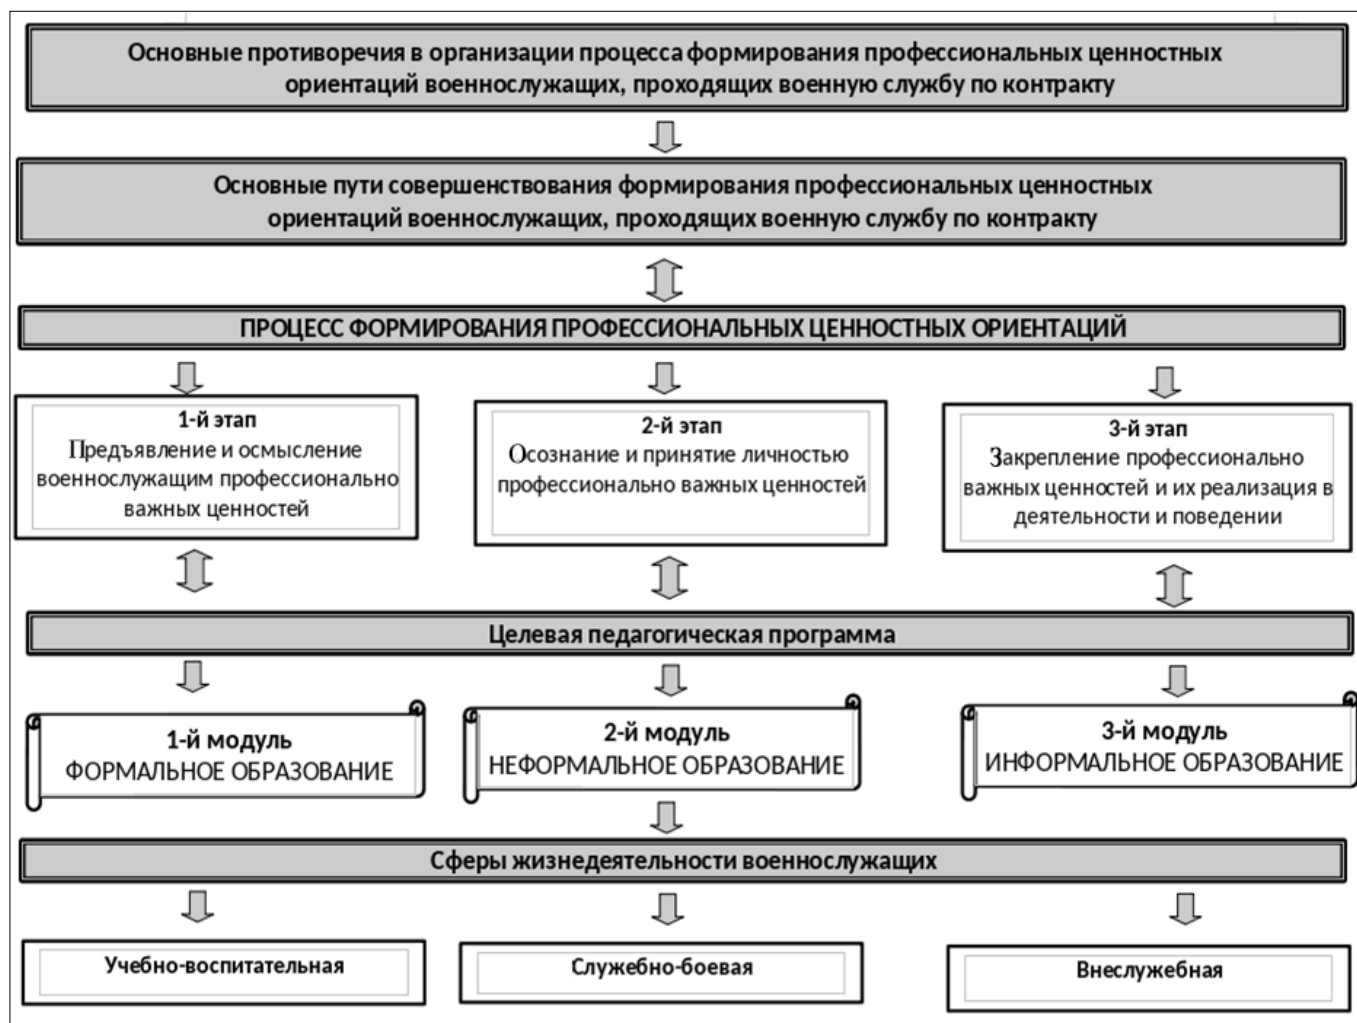 Основные противоречия в организации процесса формирования профессиональных ценностных
ориентаций военнослужащих, проходящих военную службу по контракту
Основные пути совершенствования формирования профессиональных ценностных
ориентаций военнослужащих, проходящих военную службу по контракту
ПРОЦЕСС ФОРМИРОВАНИЯ ПРОФЕССИОНАЛЬНЫХ ЦЕННОСТНЫХ ОРИЕНТАЦИЙ
1-й этап
Предъявление и осмысление
военнослужащим профессионально
важных ценностей
2-й этап
Осознание и принятие личностью
профессионально важных ценностей
3-й этап
Закрепление профессионально
важных ценностей и их реализация в
деятельности и поведении
Целевая педагогическая программа
1-й модуль
ФОРМАЛЬНОЕ ОБРАЗОВАНИЕ
2-й модуль
НЕФОРМАЛЬНОЕ ОБРАЗОВАНИЕ
3-й модуль
ИНФОРМАЛЬНОЕ ОБРАЗОВАНИЕ
Сферы жизнедеятельности военнослужащих
Учебно-воспитательная
Служебно-боевая
Внеслужебная